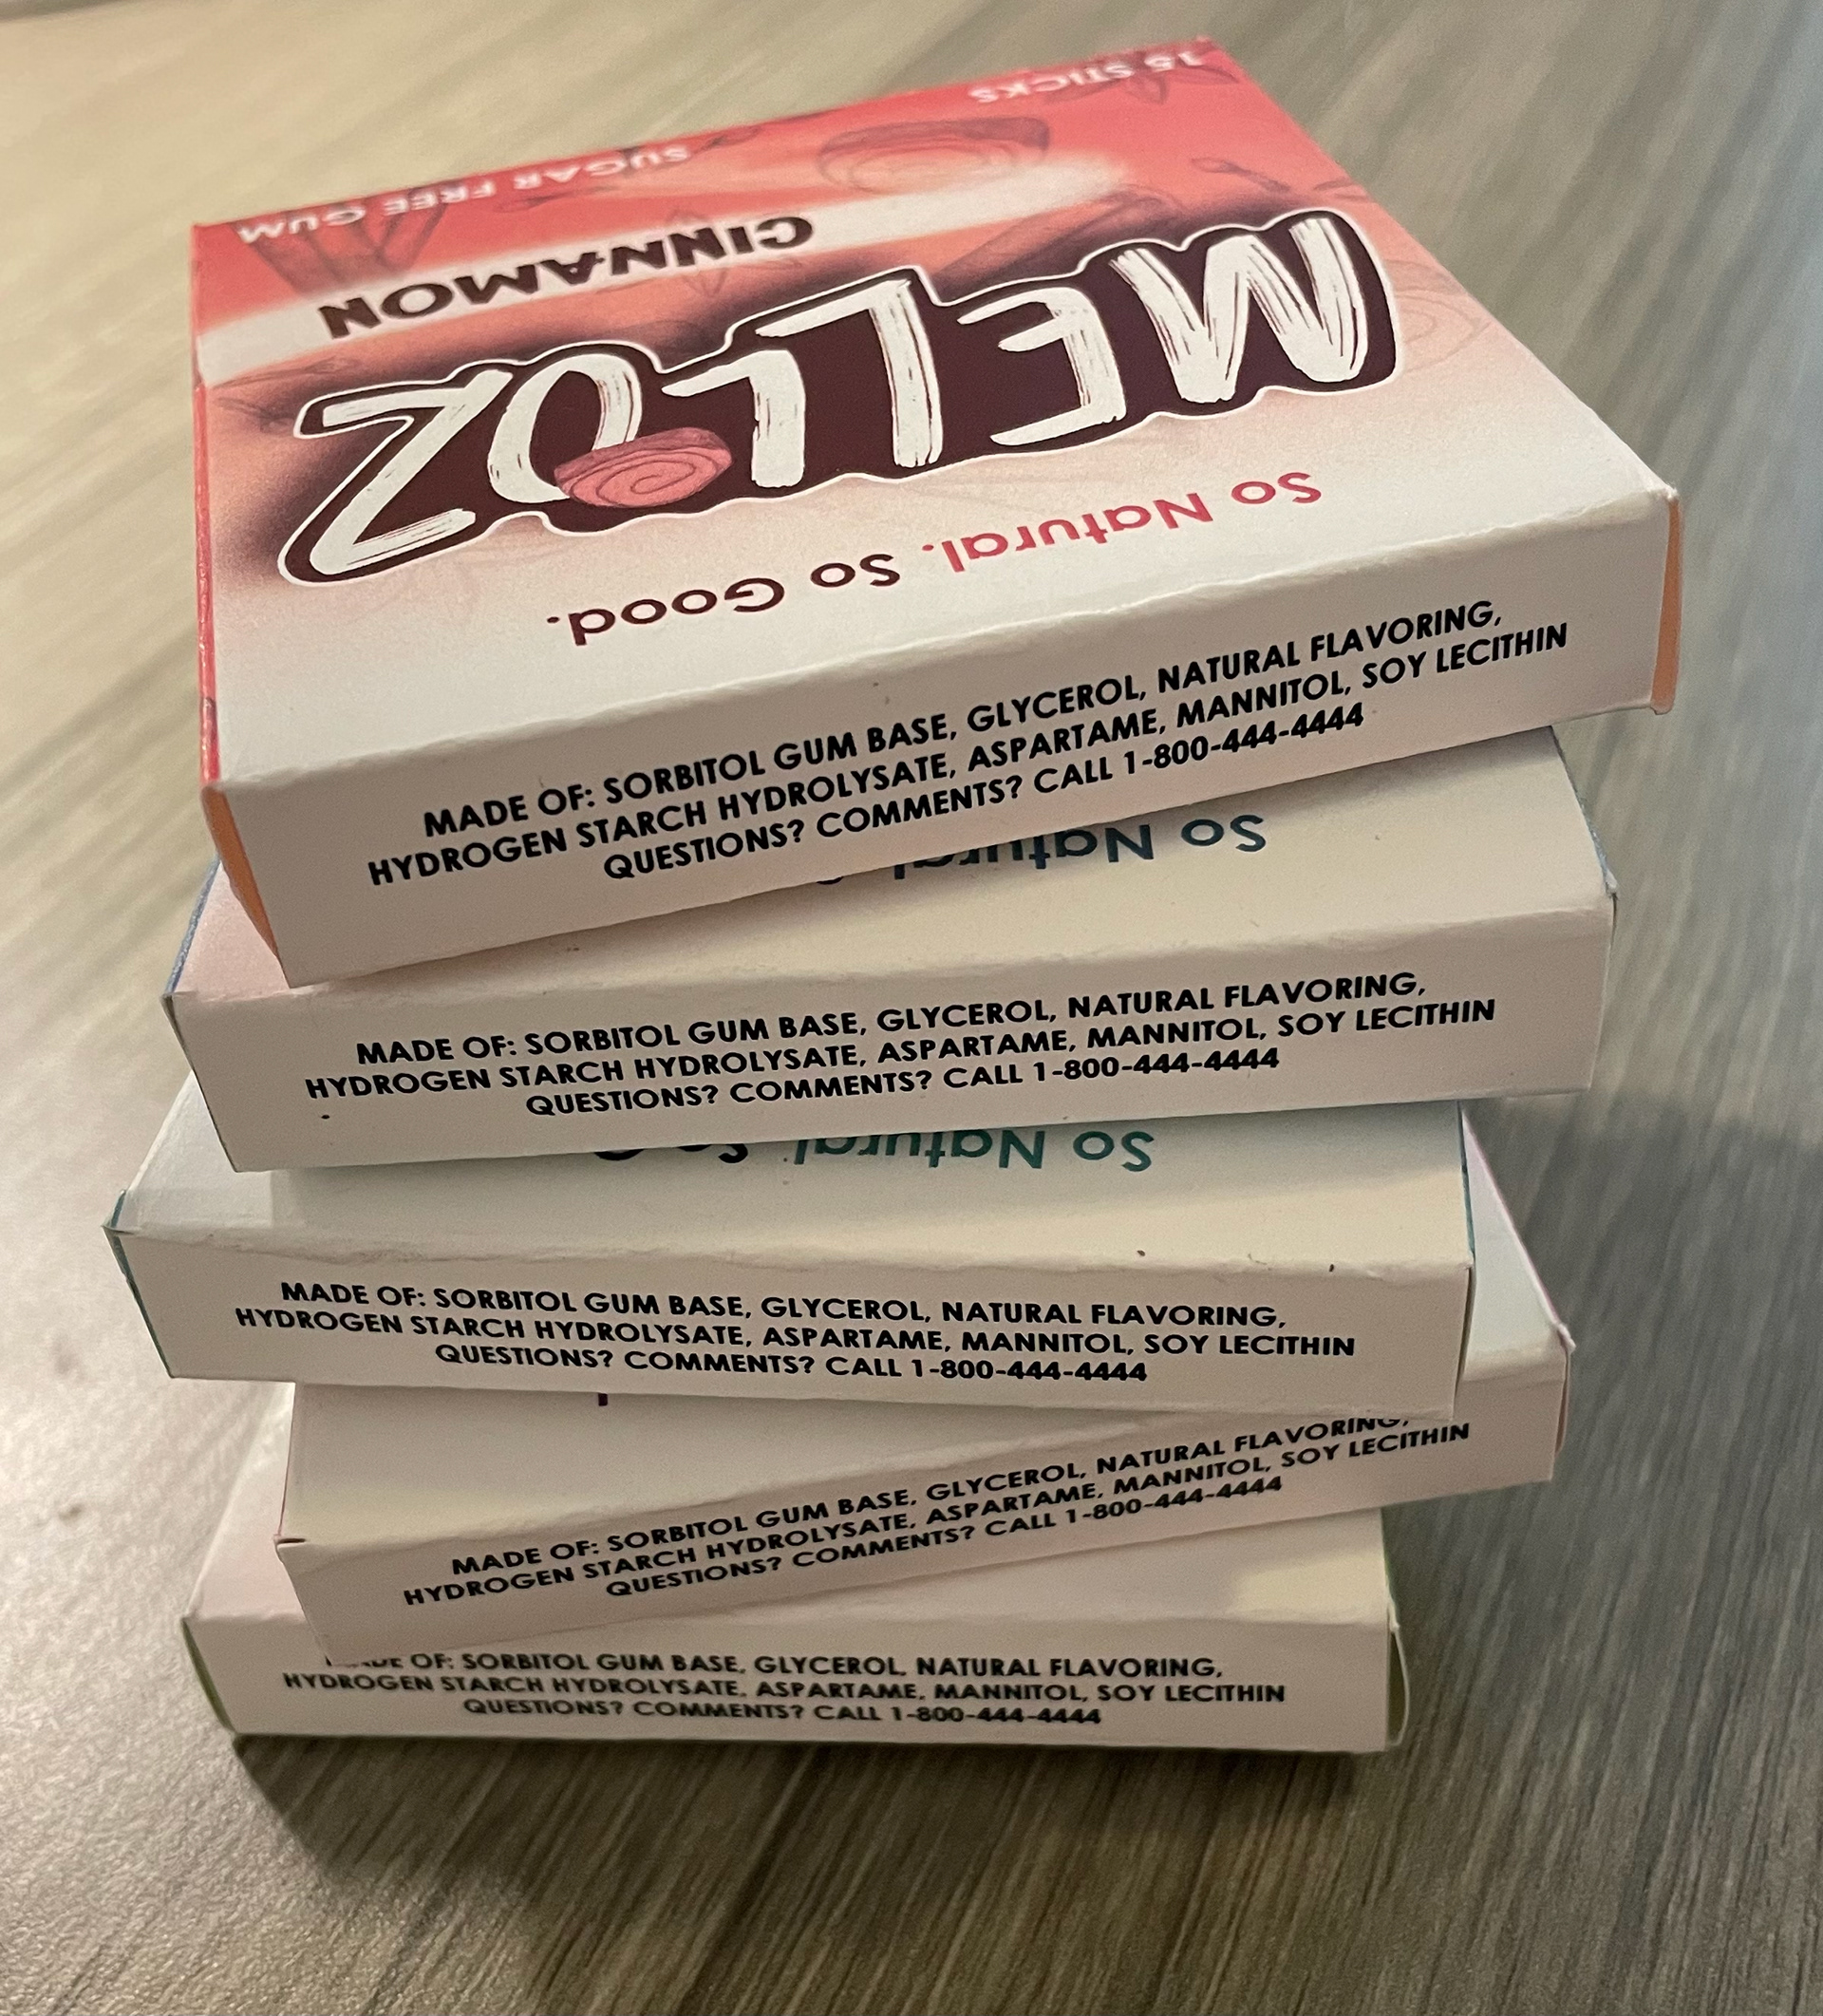 15 STICKS
SUGAR FREE GUM
CINNAMON
MELLOZ
So Natural. So Good.
MADE OF: SORBITOL GUM BASE, GLYCEROL, NATURAL FLAVORING,
HYDROGEN STARCH HYDROLYSATE, ASPARTAME, MANNITOL, SOY LECITHIN
QUESTIONS? COMMENTS? CALL 1-800-444-4444
So Natural.
MADE OF: SORBITOL GUM BASE, GLYCEROL, NATURAL FLAVORING,
HYDROGEN STARCH HYDROLYSATE, ASPARTAME, MANNITOL, SOY LECITHIN
QUESTIONS? COMMENTS? CALL 1-800-444-4444
So Natural. So
MADE OF: SORBITOL GUM BASE, GLYCEROL, NATURAL FLAVORING,
HYDROGEN STARCH HYDROLYSATE, ASPARTAME, MANNITOL, SOY LECITHIN
QUESTIONS? COMMENTS? CALL 1-800-444-4444
MADE OF: SORBITOL GUM BASE, GLYCEROL, NATURAL FLAVORING,
HYDROGEN STARCH HYDROLYSATE, ASPARTAME, MANNITOL, SOY LECITHIN
QUESTIONS? COMMENTS? CALL 1-800-444-4444
MADE OF: SORBITOL GUM BASE, GLYCEROL, NATURAL FLAVORING,
HYDROGEN STARCH HYDROLYSATE, ASPARTAME, MANNITOL, SOY LECITHIN
QUESTIONS? COMMENTS? CALL 1-800-444-4444